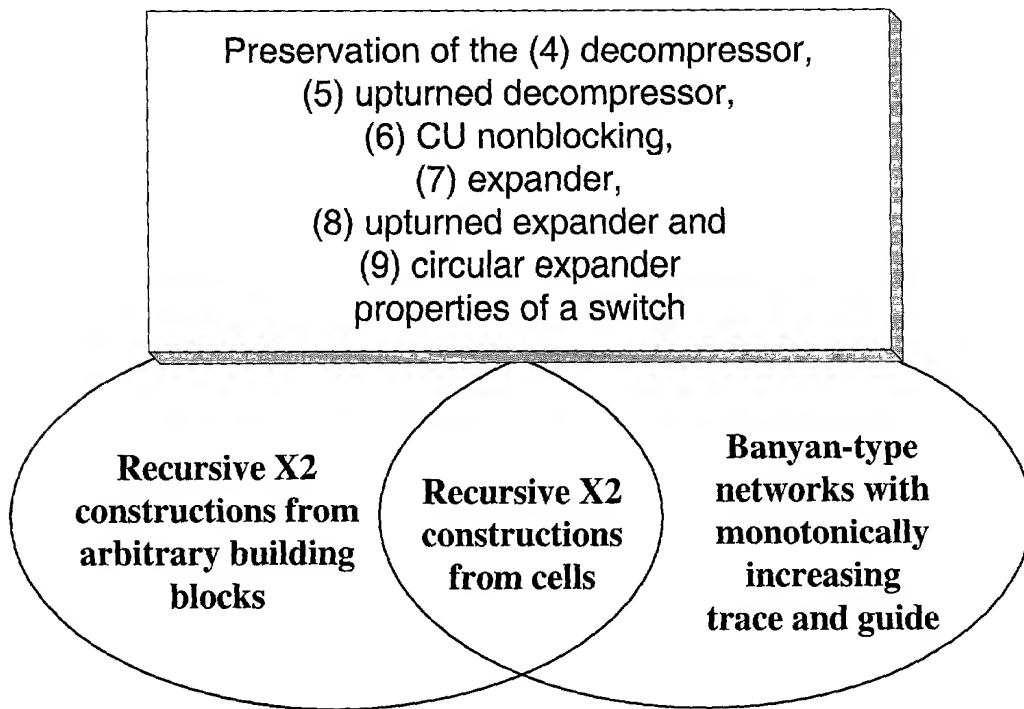 Preservation of the (4) decompressor,
(5) upturned decompressor,
(6) CU nonblocking,
(7) expander,
(8) upturned expander and
(9) circular expander
properties of a switch
Recursive X2
constructions from
arbitrary building
blocks
Recursive X2
constructions
from cells
Banyan-type
networks with
monotonically
increasing
trace and guide